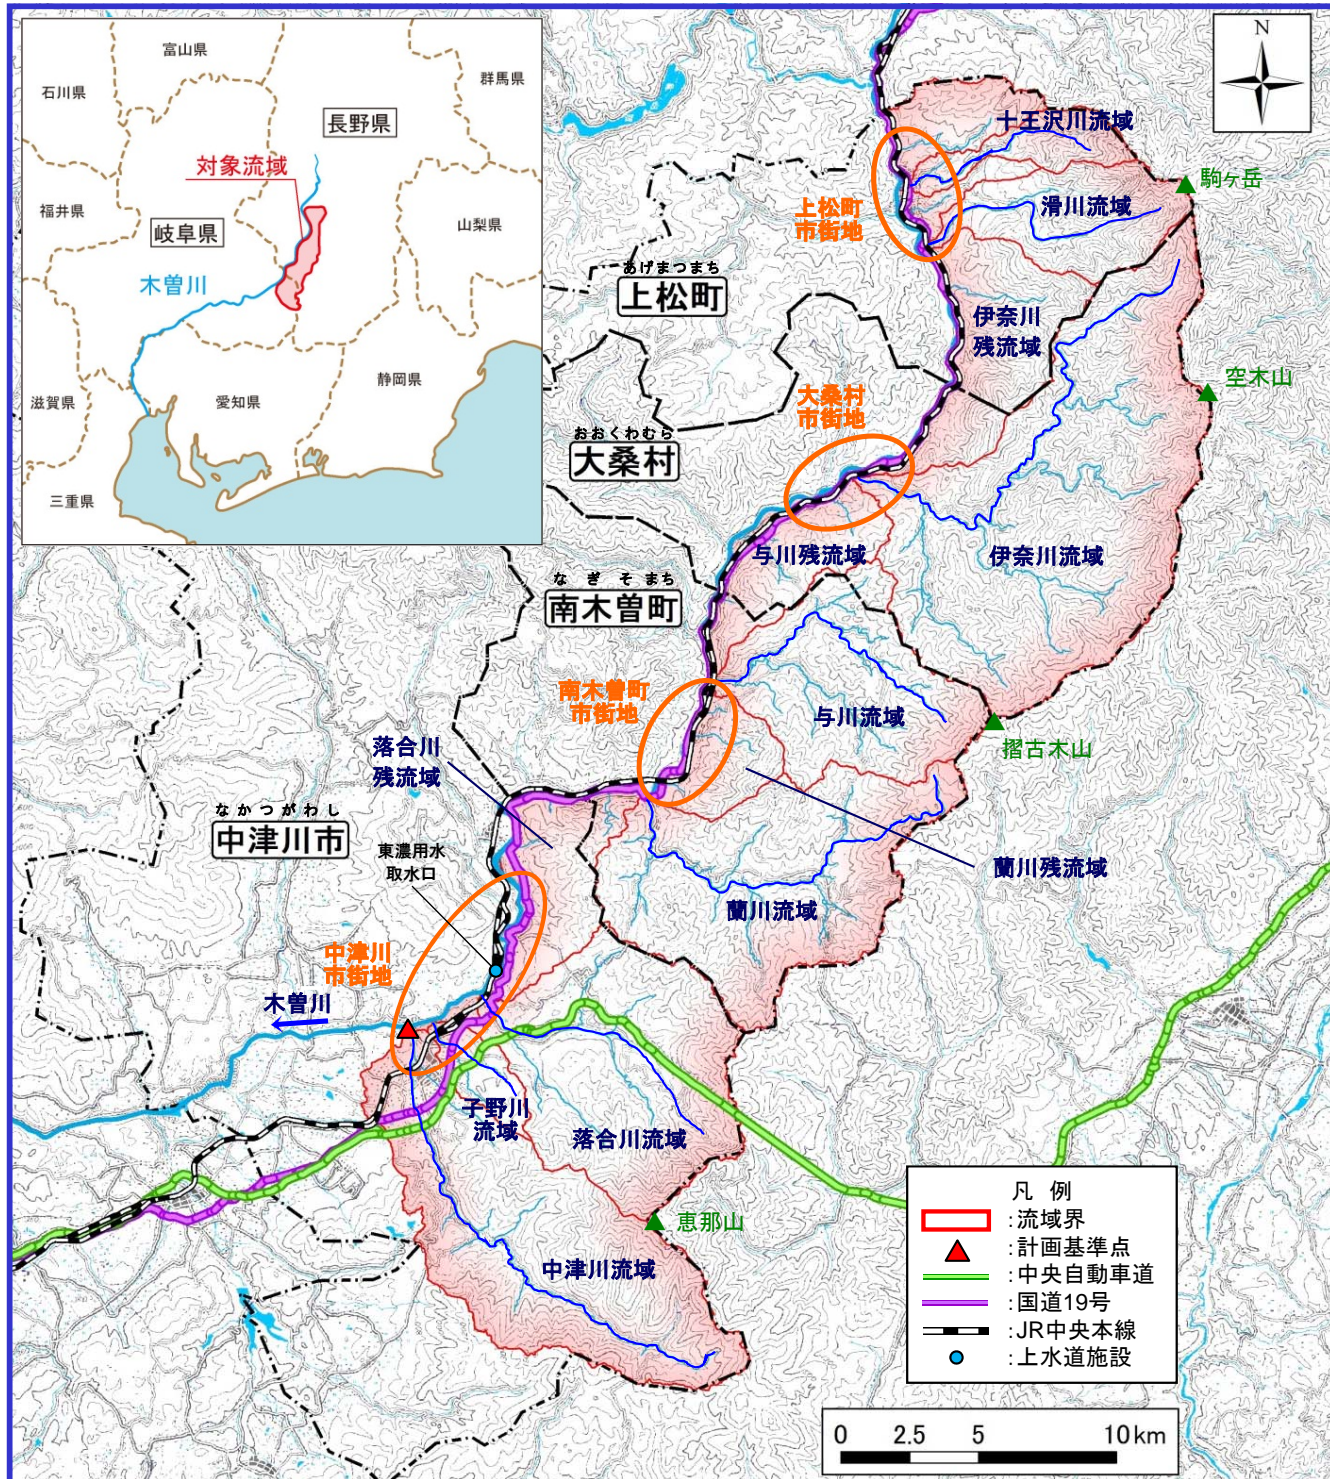 富山県
石川県
群馬県
長野県
対象流域
福井県
岐阜県
山梨県
木曽川
静岡県
愛知県
滋賀県
三重県
N
十王沢川流域
駒ヶ岳
滑川流域
上松町
市街地
あげまつまち
上松町
伊奈川
残流域
空木山
大桑村
市街地
おおくわむら
大桑村
与川残流域
伊奈川流域
なぎそまち
南木曽町
南木曽町
市街地
与川流域
摺古木山
落合川
残流域
なかつがわし
中津川市
東濃用水
取水口
蘭川残流域
蘭川流域
中津川
市街地
木曽川
子野川
流域
落合川流域
恵那山
中津川流域
凡 例
:流域界
:計画基準点
:中央自動車道
:国道19号
:JR中央本線
:上水道施設
0 2.5 5 10km